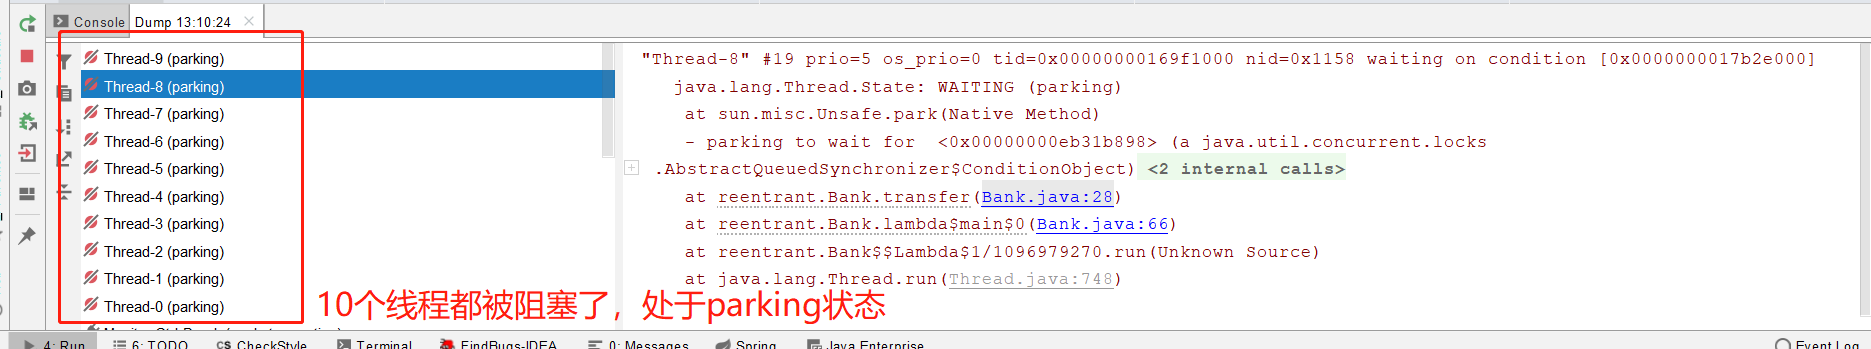 Console
Dump 13:10:24
Thread-9 (parking)
Thread-8 (parking)
Thread-7 (parking)
Thread-6 (parking)
Thread-5 (parking)
Thread-4 (parking)
Thread-3 (parking)
Thread-2 (parking)
Thread-1 (parking)
Thread-0 (parking)
"Thread-8" #19 prio=5 os_prio=0 tid=0x00000000169f1000 nid=0x1158 waiting on condition [0x0000000017b2e000]
java.lang.Thread.State: WAITING (parking)
at sun.misc.Unsafe.park(Native Method)
- parking to wait for <0x00000000eb31b898> (a java.util.concurrent.locks
.AbstractQueuedSynchronizer$ConditionObject) <2 internal calls>
at reentrant.Bank.transfer(Bank.java:28)
at reentrant.Bank.lambda$main$0(Bank.java:66)
at reentrant.Bank$$Lambda$1/1096979270.run(Unknown Source)
at java.lang.Thread.run(Thread.java:748)
10个线程都被阻塞了，处于parking状态
4: Run
6: TODO
CS CheckStyle
Terminal
FindBugs-IDEA
0: Messages
Spring
Java Enterprise
Event Log